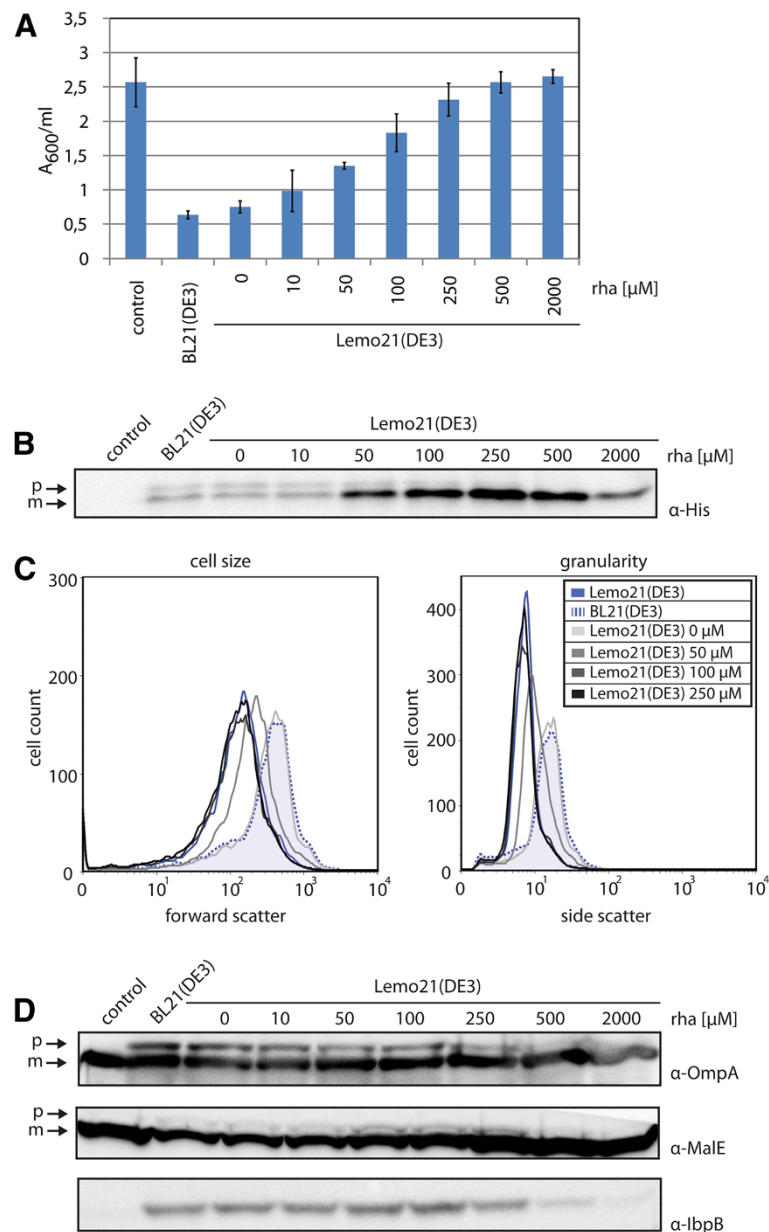 A
3,5
3
2,5
2
1,5
1
0,5
0
A600/ml
control
BL21(DE3)
0
10
50
100
250
500
2000
rha [µM]
Lemo21(DE3)
B
control
BL21(DE3)
Lemo21(DE3)
0 10 50 100 250 500 2000 rha [µM]
p
m
α-His
C
cell size
300
200
100
0
cell count
0 10¹ 10² 10³ 10⁴
forward scatter
granularity
400
300
200
100
0
cell count
0 10¹ 10² 10³ 10⁴
side scatter
Lemo21(DE3)
BL21(DE3)
Lemo21(DE3) 0 µM
Lemo21(DE3) 50 µM
Lemo21(DE3) 100 µM
Lemo21(DE3) 250 µM
D
control
BL21(DE3)
Lemo21(DE3)
0 10 50 100 250 500 2000 rha [µM]
p
m
α-OmpA
p
m
α-MalE
α-IbpB